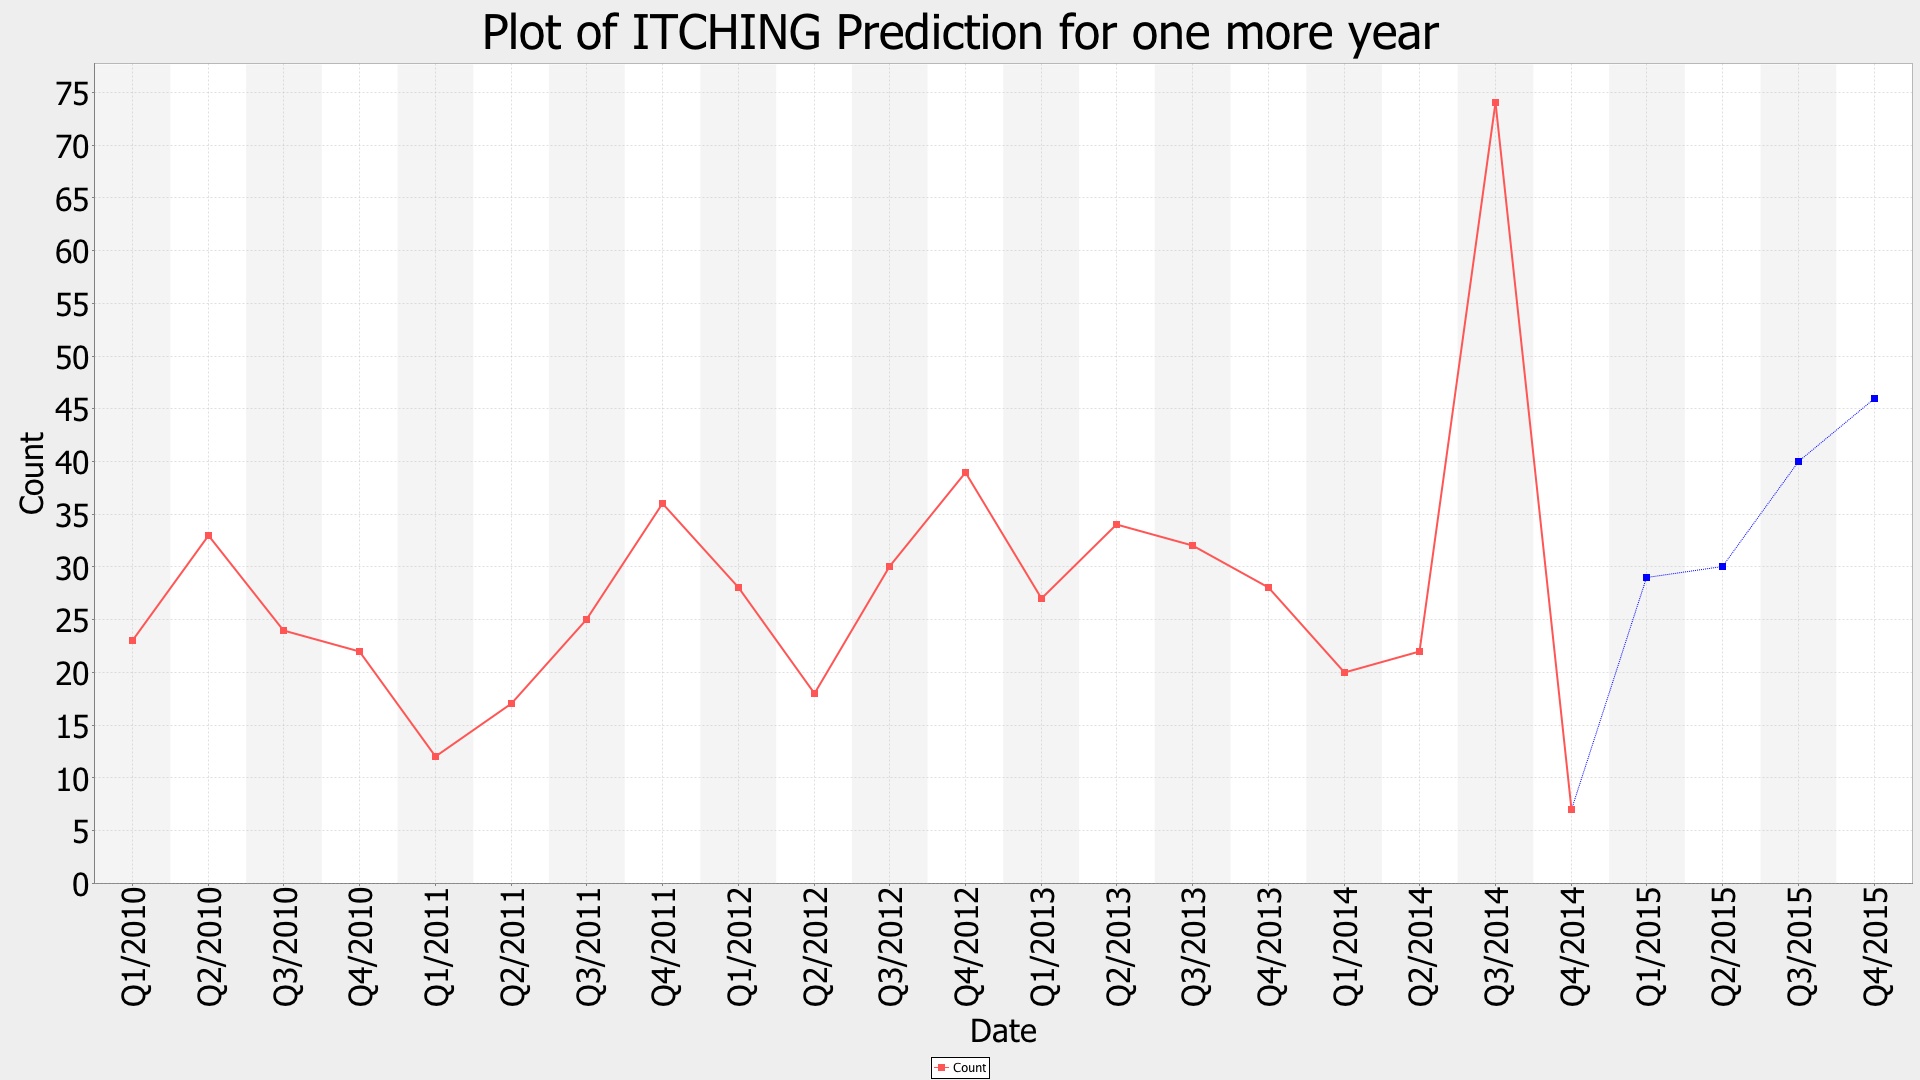 Plot of ITCHING Prediction for one more year
75
70
65
60
55
50
45
40
35
30
25
20
15
10
5
0
Count
Q1/2010
Q2/2010
Q3/2010
Q4/2010
Q1/2011
Q2/2011
Q3/2011
Q4/2011
Q1/2012
Q2/2012
Q3/2012
Q4/2012
Q1/2013
Q2/2013
Q3/2013
Q4/2013
Q1/2014
Q2/2014
Q3/2014
Q4/2014
Q1/2015
Q2/2015
Q3/2015
Q4/2015
Date
Count